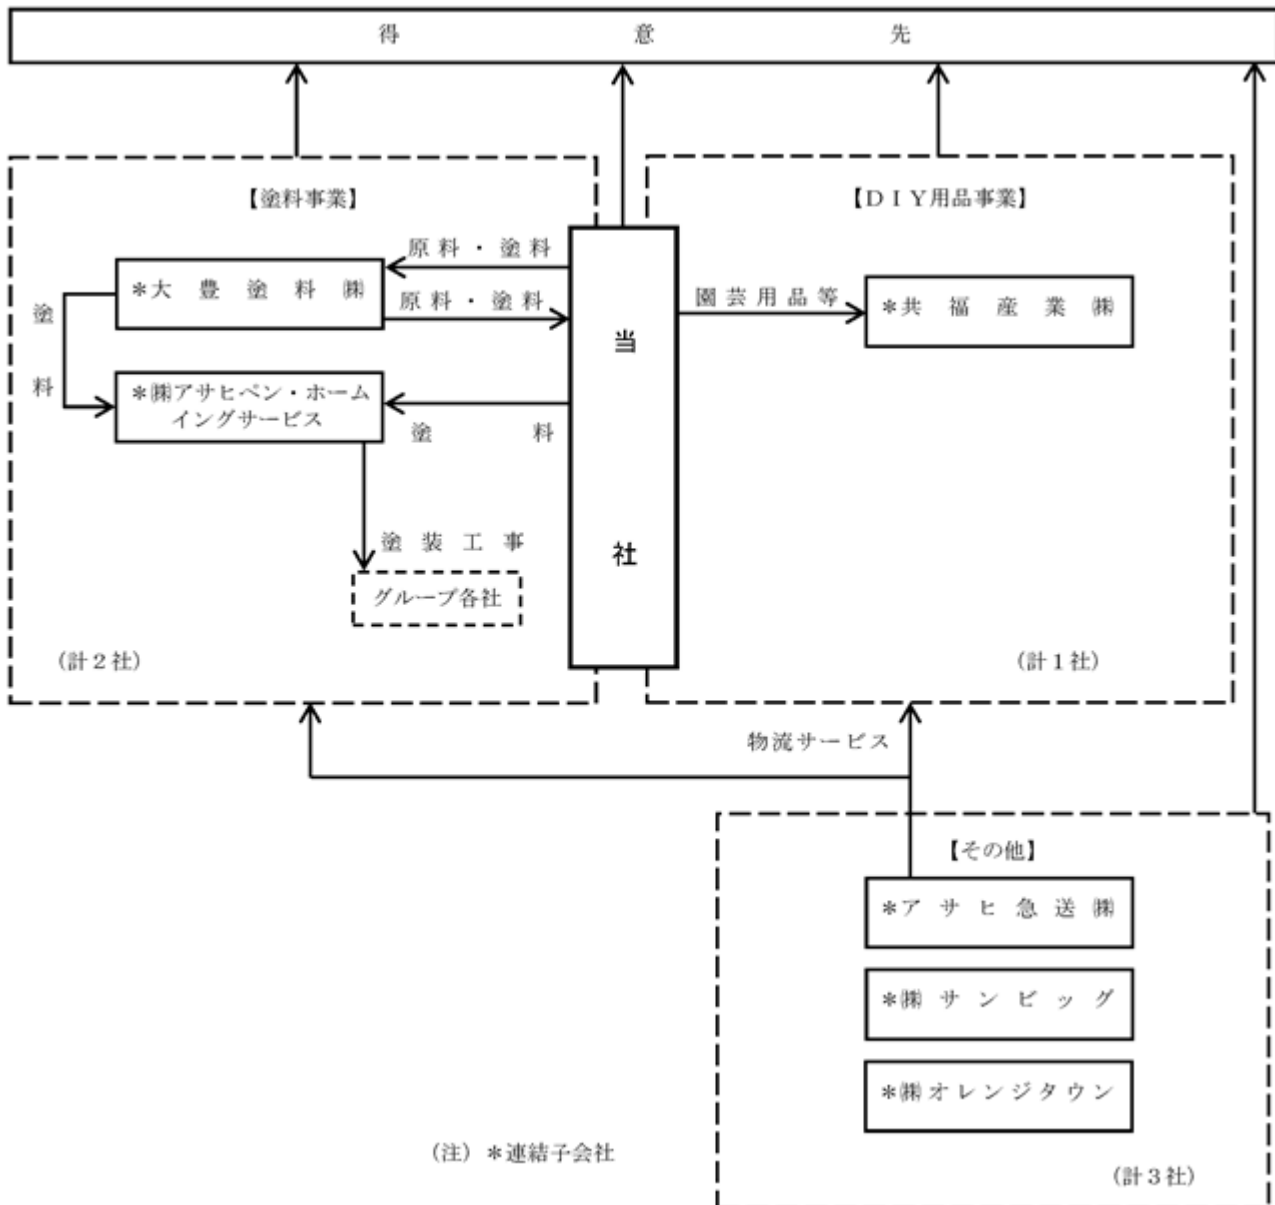 得意先
【塗料事業】
【ＤＩＹ用品事業】
原料・塗料
＊大豊塗料㈱
原料・塗料
園芸用品等
＊共福産業㈱
塗料
当社
＊㈱アサヒペン・ホーム
イングサービス
塗料
塗装工事
グループ各社
（計２社）
（計１社）
物流サービス
【その他】
＊アサヒ急送㈱
＊㈱サンビッグ
＊㈱オレンジタウン
（注）＊連結子会社
（計３社）